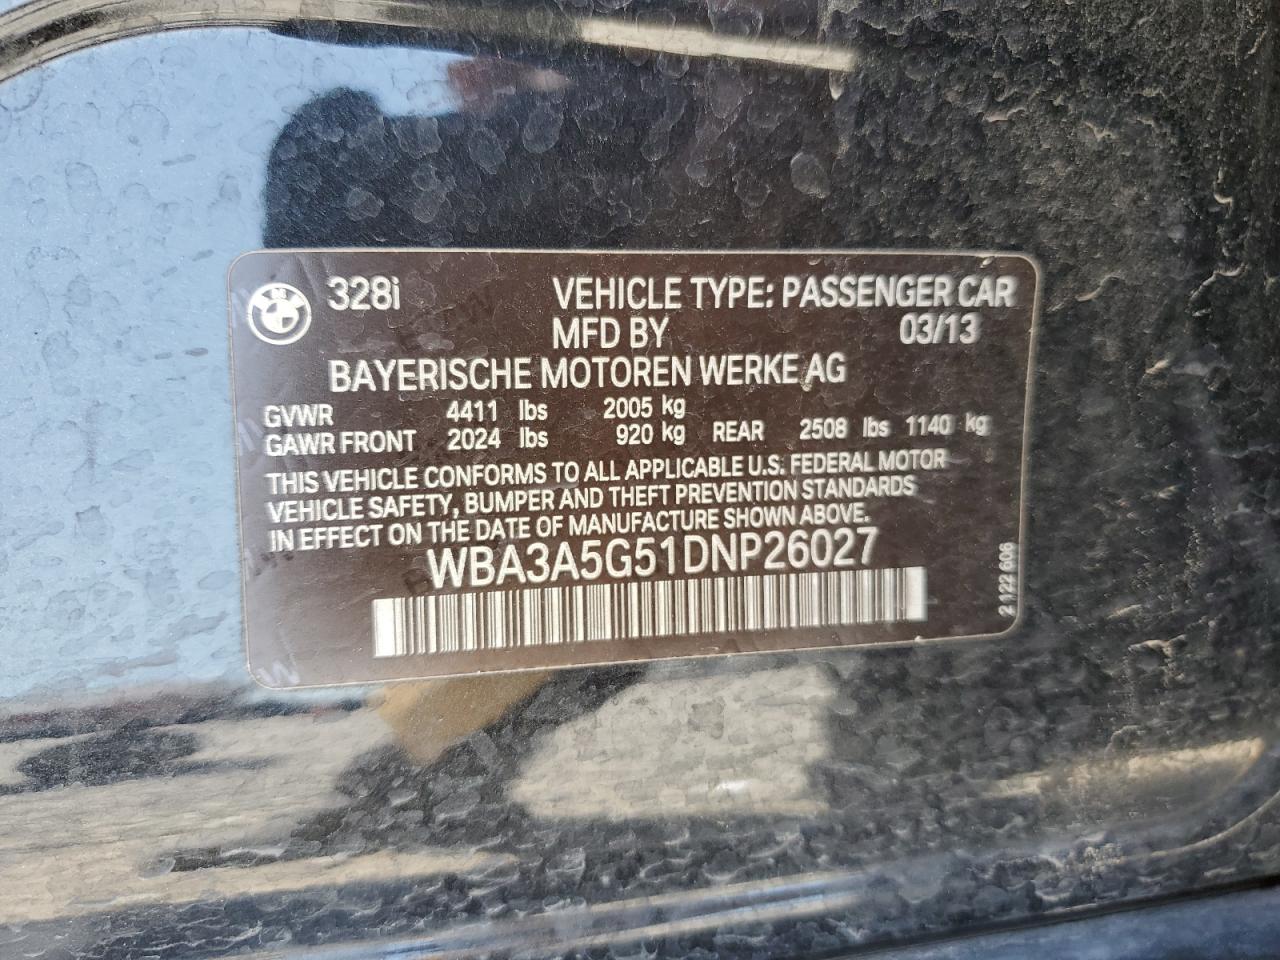 328i VEHICLE TYPE: PASSENGER CAR
MFD BY 03/13
BAYERISCHE MOTOREN WERKE AG
GVWR 4411 lbs 2005 kg
GAWR FRONT 2024 lbs 920 kg REAR 2508 lbs 1140 kg
THIS VEHICLE CONFORMS TO ALL APPLICABLE U.S. FEDERAL MOTOR
VEHICLE SAFETY, BUMPER AND THEFT PREVENTION STANDARDS
IN EFFECT ON THE DATE OF MANUFACTURE SHOWN ABOVE.
WBA3A5G51DNP26027
2 122 606